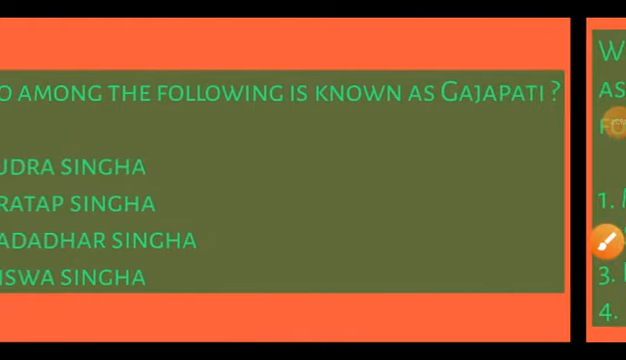 O AMONG THE FOLLOWING IS KNOWN AS GAJAPATI ?
UDRA SINGHA
RATAP SINGHA
ADADHAR SINGHA
ISWA SINGHA
W
AS
FO
1.
3.
4.